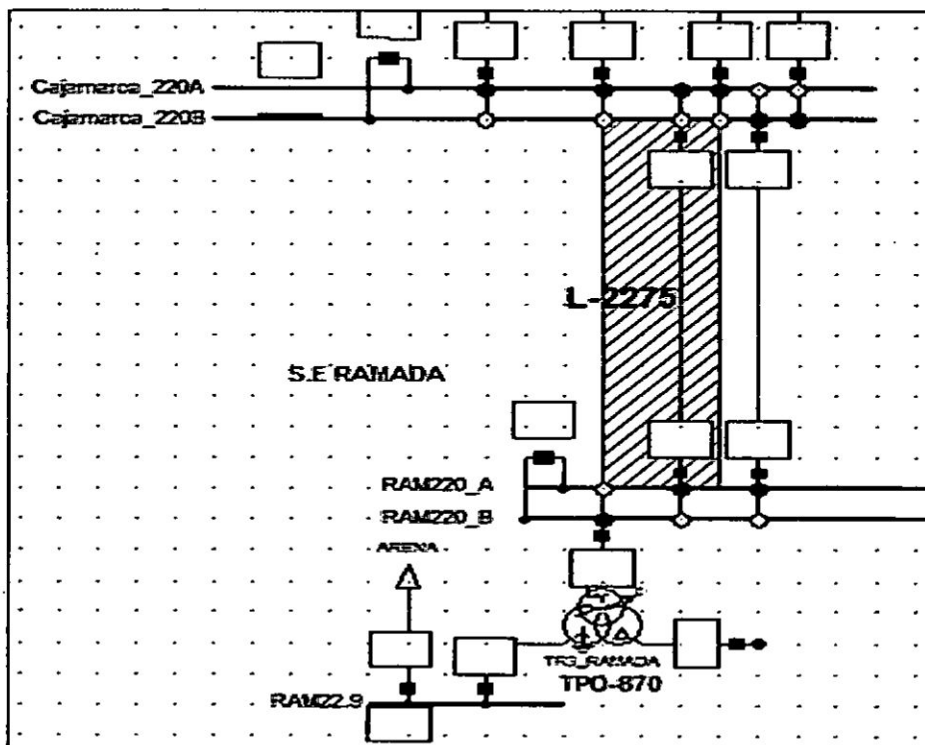 Cajamarca_220A
Cajamarca_220B
L-2275
S.E RAMADA
RAM220_A
RAM220_B
ARENA
TR3_RAMADA
TPO-870
RAM22.9